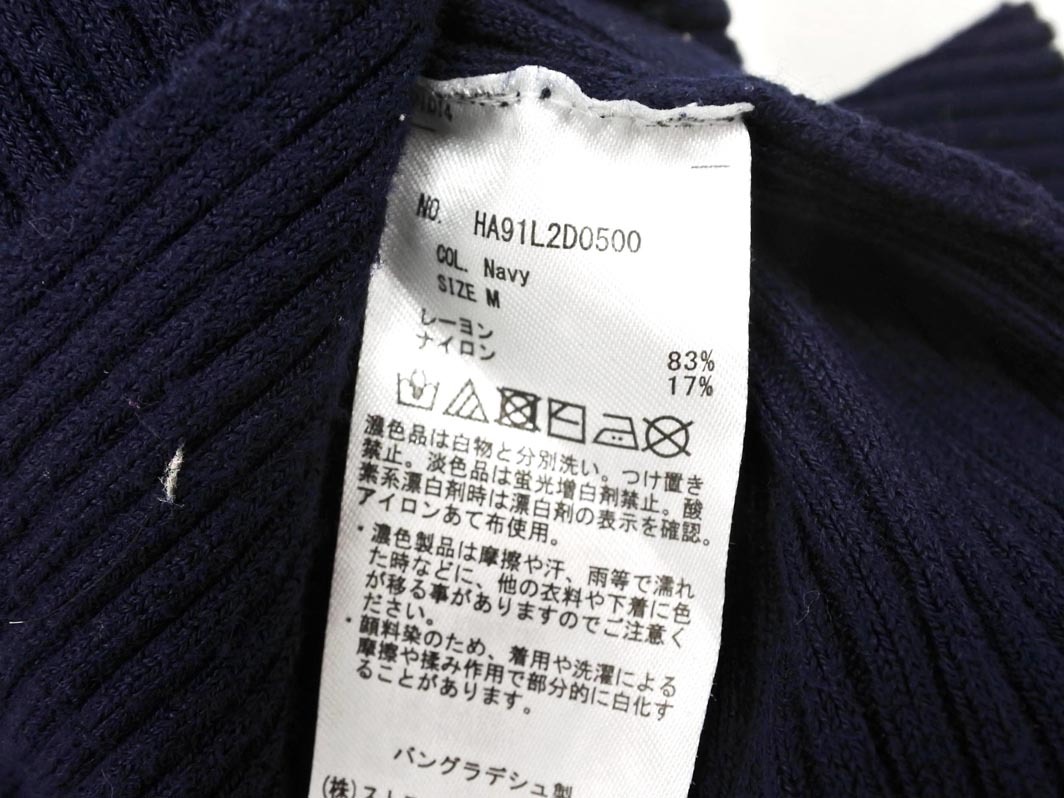 NO. HA91L2D0500
COL. Navy
SIZE M
レーヨン 83%
ナイロン 17%
濃色品は白物と分別洗い。つけ置き
禁止。淡色品は蛍光増白剤禁止。酸
素系漂白剤時は漂白剤の表示を確認。
アイロンあて布使用。
・濃色製品は摩擦や汗、雨等で濡れ
た時などに、他の衣料や下着に色
が移る事がありますのでご注意く
ださい。
・顔料染のため、着用や洗濯による
摩擦や揉み作用で部分的に白化す
ることがあります。
バングラデシュ製
(株)スト